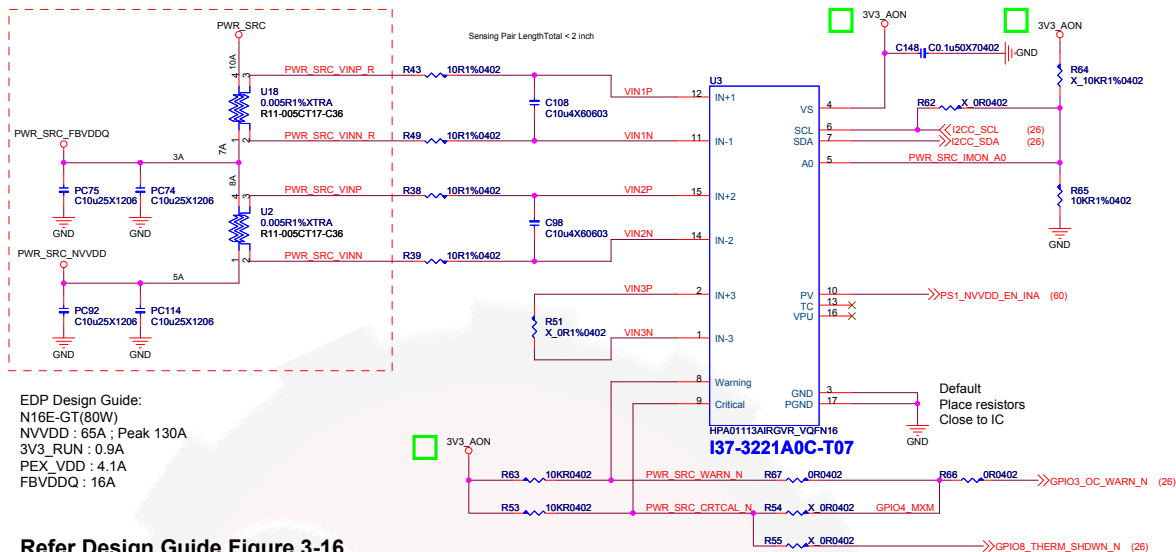 PWR_SRC
10A
4 3
U18
0.005R1%XTRA
R11-005CT17-C36
1 2
7A
PWR_SRC_FBVDDQ
3A
8A
PC75
C10u25X1206
PC74
C10u25X1206
GND
GND
4 3
U2
0.005R1%XTRA
R11-005CT17-C36
1 2
PWR_SRC_NVVDD
5A
PC92
C10u25X1206
PC114
C10u25X1206
GND
GND
Sensing Pair LengthTotal < 2 inch
PWR_SRC_VINP_R
R43
10R1%0402
VIN1P
C108
C10u4X60603
PWR_SRC_VINN_R
R49
10R1%0402
VIN1N
PWR_SRC_VINP
R38
10R1%0402
VIN2P
C98
C10u4X60603
PWR_SRC_VINN
R39
10R1%0402
VIN2N
VIN3P
R51
X_0R1%0402
VIN3N
U3
12 IN+1
11 IN-1
15 IN+2
14 IN-2
2 IN+3
1 IN-3
8 Warning
9 Critical
VS 4
SCL 6
SDA 7
A0 5
PV 10
TC 13
VPU 16
GND 3
PGND 17
HPA01113AIRGVR_VQFN16
I37-3221A0C-T07
3V3_AON
C148
C0.1u50X70402
GND
3V3_AON
R64
X_10KR1%0402
R62
X_0R0402
I2CC_SCL (26)
I2CC_SDA (26)
PWR_SRC_IMON_A0
R65
10KR1%0402
GND
PS1_NVVDD_EN_INA (60)
GND
Default
Place resistors
Close to IC
EDP Design Guide:
N16E-GT(80W)
NVVDD : 65A ; Peak 130A
3V3_RUN : 0.9A
PEX_VDD : 4.1A
FBVDDQ : 16A
3V3_AON
R63
10KR0402
PWR_SRC_WARN_N
R67
0R0402
R66
0R0402
GPIO3_OC_WARN_N (26)
R53
10KR0402
PWR_SRC_CRTCAL_N
R54
X_0R0402
GPIO4_MXM
R55
X_0R0402
GPIO8_THERM_SHDWN_N (26)
Refer Design Guide Figure 3-16